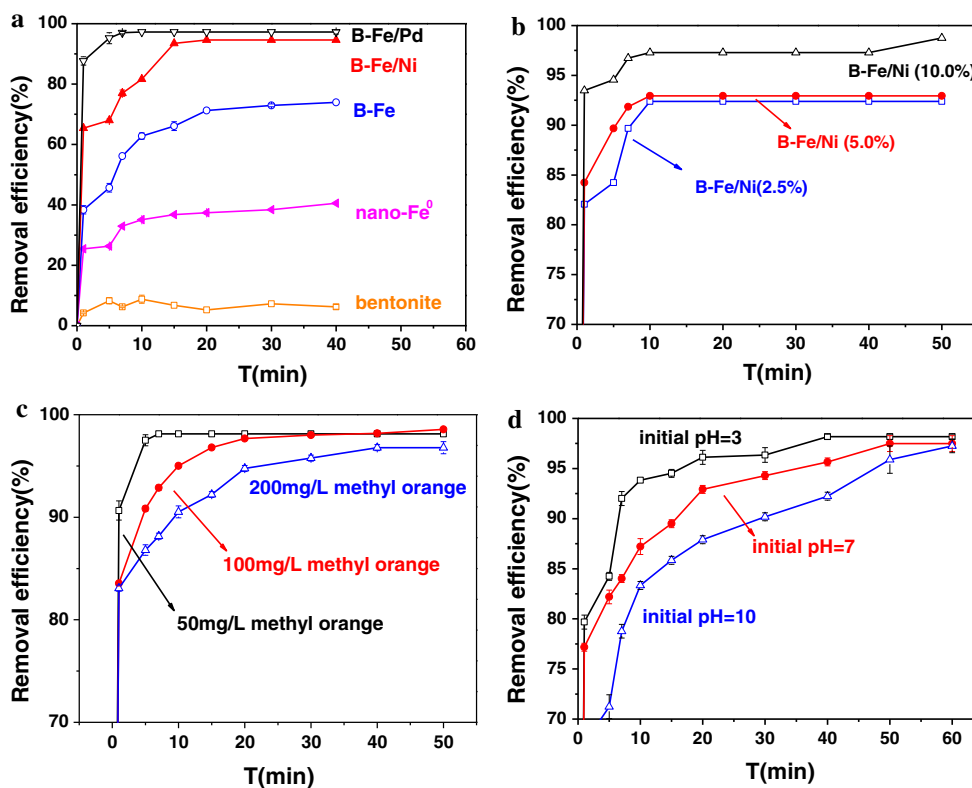 a
100
80
60
40
20
0
Removal efficiency(%)
B-Fe/Pd
B-Fe/Ni
B-Fe
nano-Fe⁰
bentonite
0 10 20 30 40 50 60
T(min)
b
100
95
90
85
80
75
70
Removal efficiency(%)
B-Fe/Ni (10.0%)
B-Fe/Ni (5.0%)
B-Fe/Ni(2.5%)
0 10 20 30 40 50
T(min)
c
100
90
80
70
Removal efficiency (%)
200mg/L methyl orange
100mg/L methyl orange
50mg/L methyl orange
0 10 20 30 40 50
T(min)
d
100
95
90
85
80
75
70
Removal efficiency(%)
initial pH=3
initial pH=7
initial pH=10
0 10 20 30 40 50 60
T(min)